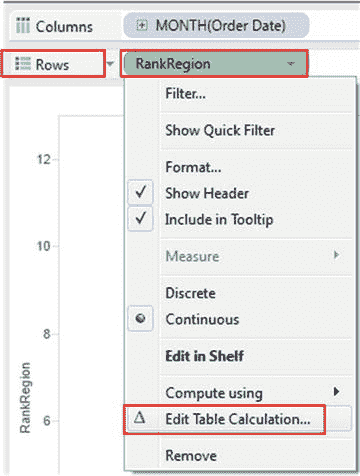 Columns
MONTH(Order Date)
Rows
RankRegion
Filter...
Show Quick Filter
Format...
Show Header
Include in Tooltip
Measure
Discrete
Continuous
Edit in Shelf
Compute using
Edit Table Calculation...
Remove
12
10
8
6
RankRegion